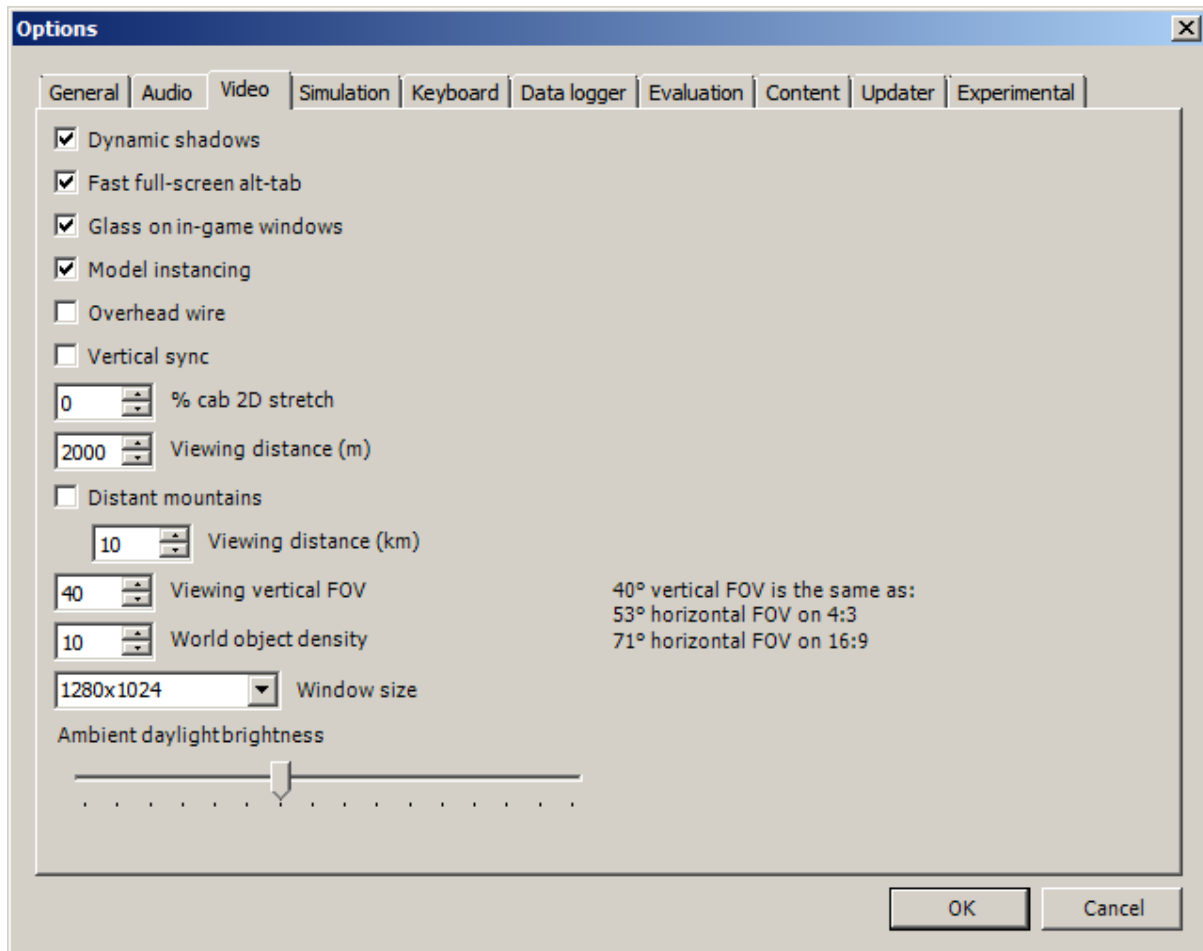 Options
General Audio Video Simulation Keyboard Data logger Evaluation Content Updater Experimental
Dynamic shadows
Fast full-screen alt-tab
Glass on in-game windows
Model instancing
Overhead wire
Vertical sync
0 % cab 2D stretch
2000 Viewing distance (m)
Distant mountains
10 Viewing distance (km)
40 Viewing vertical FOV
40º vertical FOV is the same as:
53º horizontal FOV on 4:3
71º horizontal FOV on 16:9
10 World object density
1280x1024 Window size
Ambient daylight brightness
OK Cancel